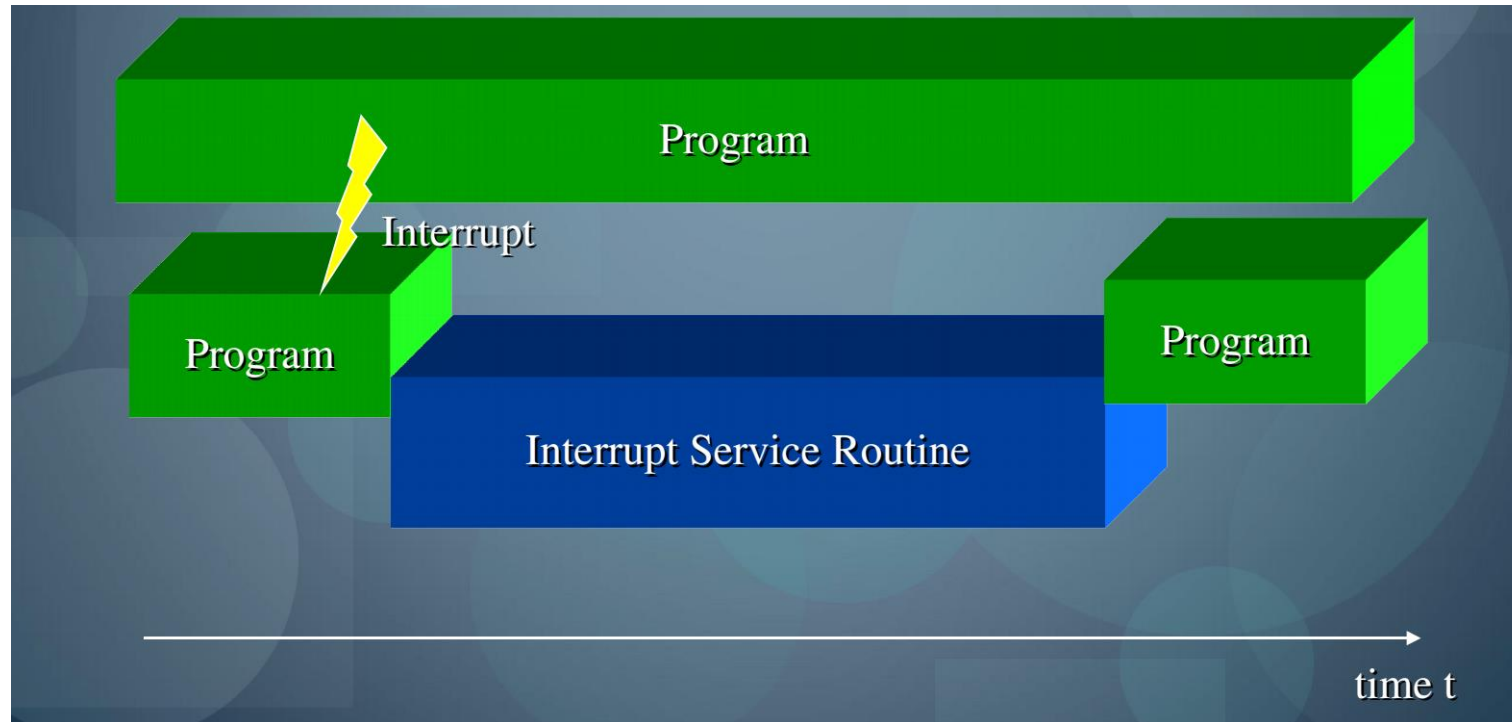 Program
Interrupt
Program
Program
Interrupt Service Routine
time t